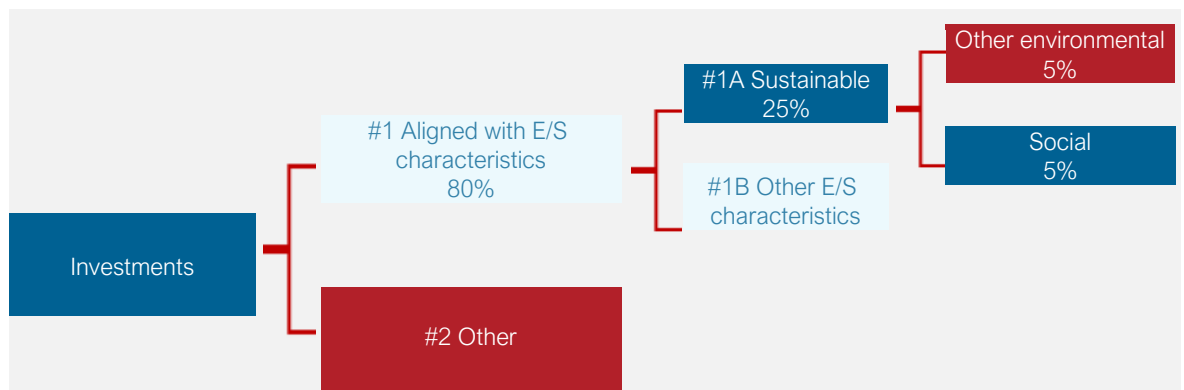 Investments
#1 Aligned with E/S
characteristics
80%
#2 Other
#1A Sustainable
25%
#1B Other E/S
characteristics
Other environmental
5%
Social
5%